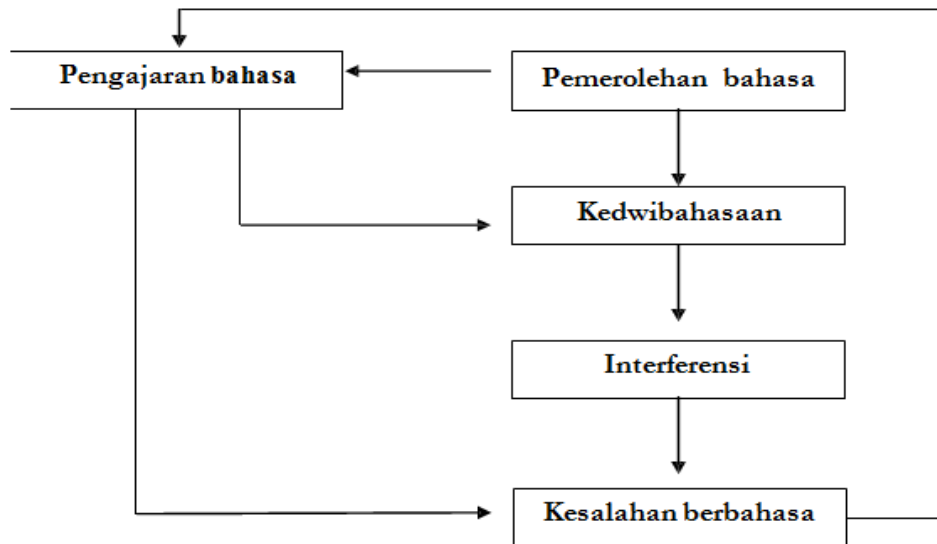 Pengajaran bahasa
Pemerolehan bahasa
Kedwibahasaan
Interferensi
Kesalahan berbahasa